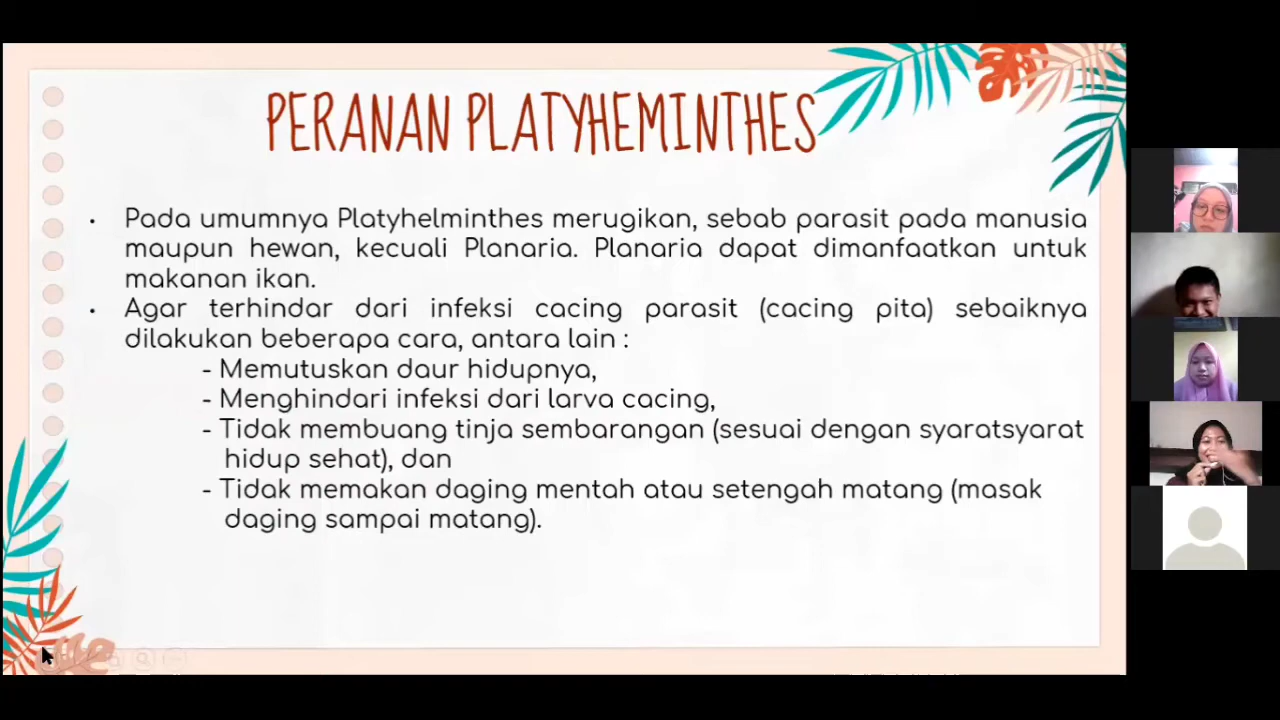 PERANAN PLATYHEMINTHES
• Pada umumnya Platyhelminthes merugikan, sebab parasit pada manusia
maupun hewan, kecuali Planaria. Planaria dapat dimanfaatkan untuk
makanan ikan.
• Agar terhindar dari infeksi cacing parasit (cacing pita) sebaiknya
dilakukan beberapa cara, antara lain :
- Memutuskan daur hidupnya,
- Menghindari infeksi dari larva cacing,
- Tidak membuang tinja sembarangan (sesuai dengan syaratsyarat
hidup sehat), dan
- Tidak memakan daging mentah atau setengah matang (masak
daging sampai matang).